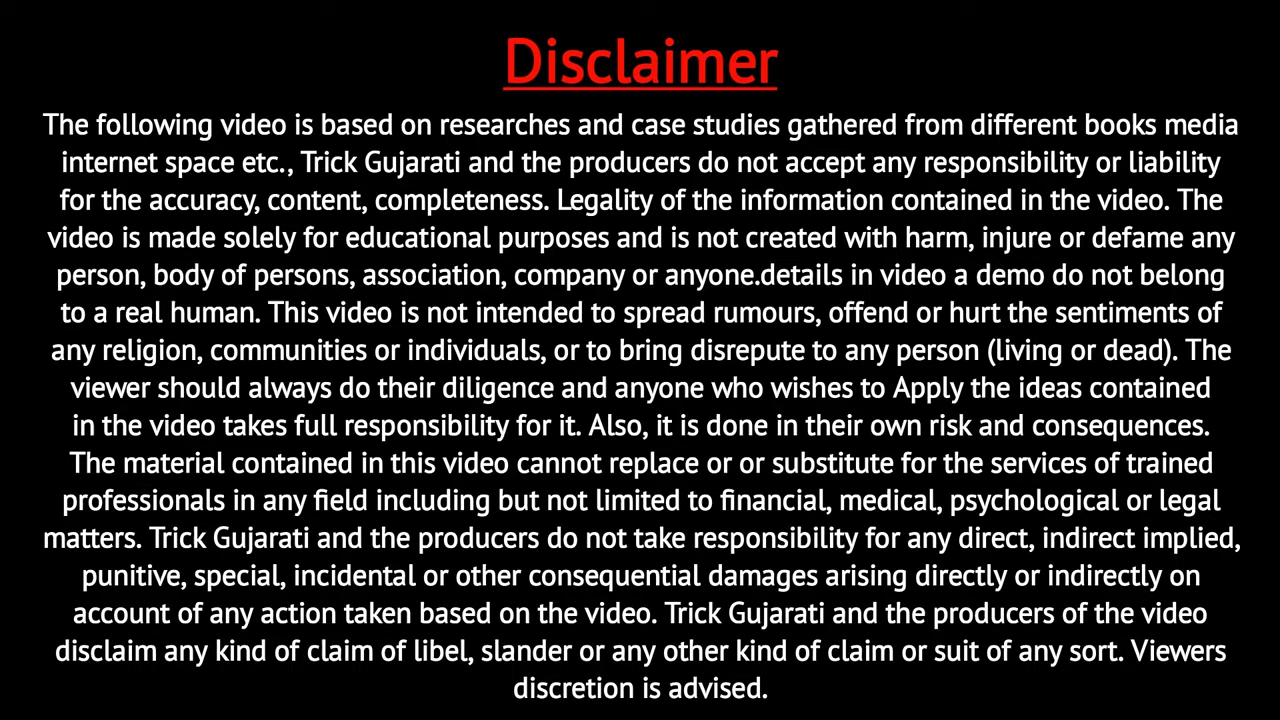 Disclaimer
The following video is based on researches and case studies gathered from different books media
internet space etc., Trick Gujarati and the producers do not accept any responsibility or liability
for the accuracy, content, completeness. Legality of the information contained in the video. The
video is made solely for educational purposes and is not created with harm, injure or defame any
person, body of persons, association, company or anyone.details in video a demo do not belong
to a real human. This video is not intended to spread rumours, offend or hurt the sentiments of
any religion, communities or individuals, or to bring disrepute to any person (living or dead). The
viewer should always do their diligence and anyone who wishes to Apply the ideas contained
in the video takes full responsibility for it. Also, it is done in their own risk and consequences.
The material contained in this video cannot replace or or substitute for the services of trained
professionals in any field including but not limited to financial, medical, psychological or legal
matters. Trick Gujarati and the producers do not take responsibility for any direct, indirect implied,
punitive, special, incidental or other consequential damages arising directly or indirectly on
account of any action taken based on the video. Trick Gujarati and the producers of the video
disclaim any kind of claim of libel, slander or any other kind of claim or suit of any sort. Viewers
discretion is advised.